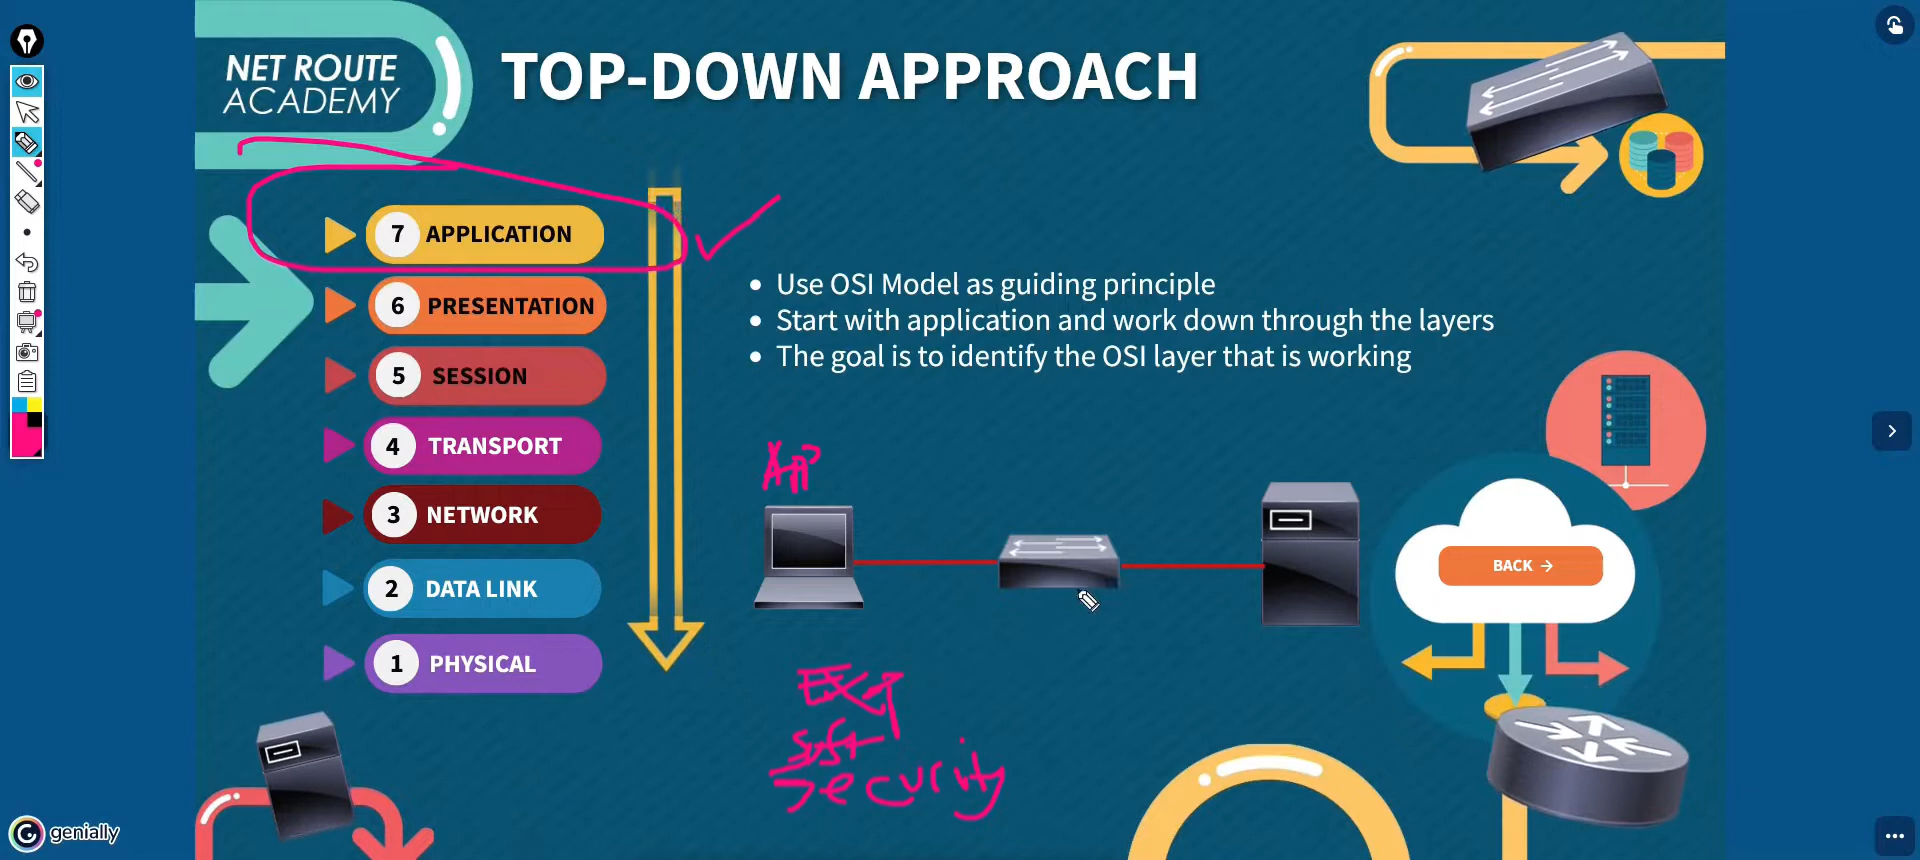 NET ROUTE
ACADEMY
TOP-DOWN APPROACH
7 APPLICATION
6 PRESENTATION
5 SESSION
4 TRANSPORT
3 NETWORK
2 DATA LINK
1 PHYSICAL
• Use OSI Model as guiding principle
• Start with application and work down through the layers
• The goal is to identify the OSI layer that is working
APP
BACK →
Soft
Security
genially